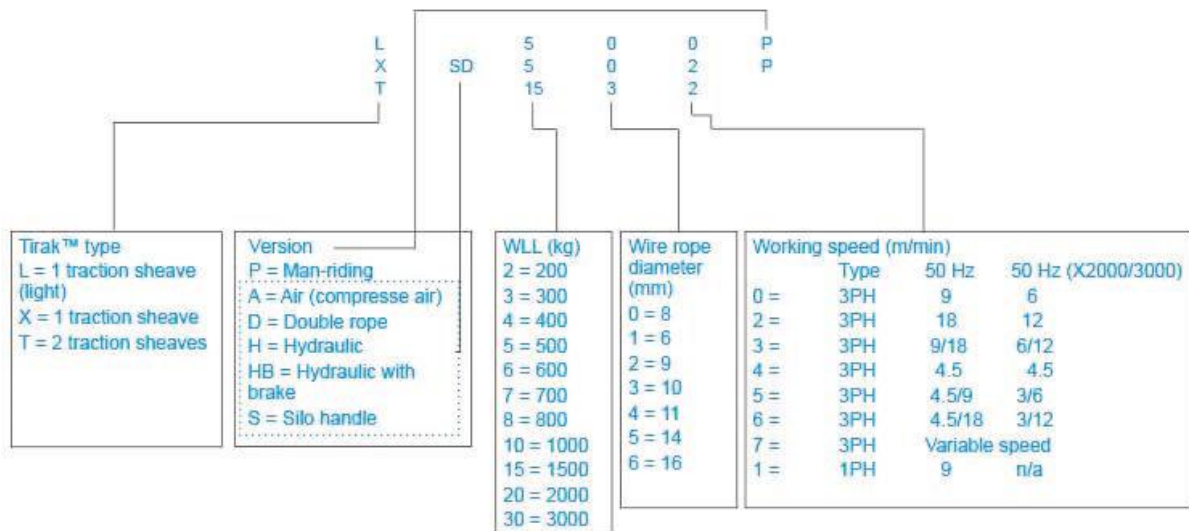 L 5 0 0 P
X SD 5 0 2 P
T 15 3 2
Tirak™ type
L = 1 traction sheave
(light)
X = 1 traction sheave
T = 2 traction sheaves
Version
P = Man-riding
A = Air (compresse air)
D = Double rope
H = Hydraulic
HB = Hydraulic with
brake
S = Silo handle
WLL (kg)
2 = 200
3 = 300
4 = 400
5 = 500
6 = 600
7 = 700
8 = 800
10 = 1000
15 = 1500
20 = 2000
30 = 3000
Wire rope
diameter
(mm)
0 = 8
1 = 6
2 = 9
3 = 10
4 = 11
5 = 14
6 = 16
Working speed (m/min)
Type 50 Hz 50 Hz (X2000/3000)
0 = 3PH 9 6
2 = 3PH 18 12
3 = 3PH 9/18 6/12
4 = 3PH 4.5 4.5
5 = 3PH 4.5/9 3/6
6 = 3PH 4.5/18 3/12
7 = 3PH Variable speed
1 = 1PH 9 n/a